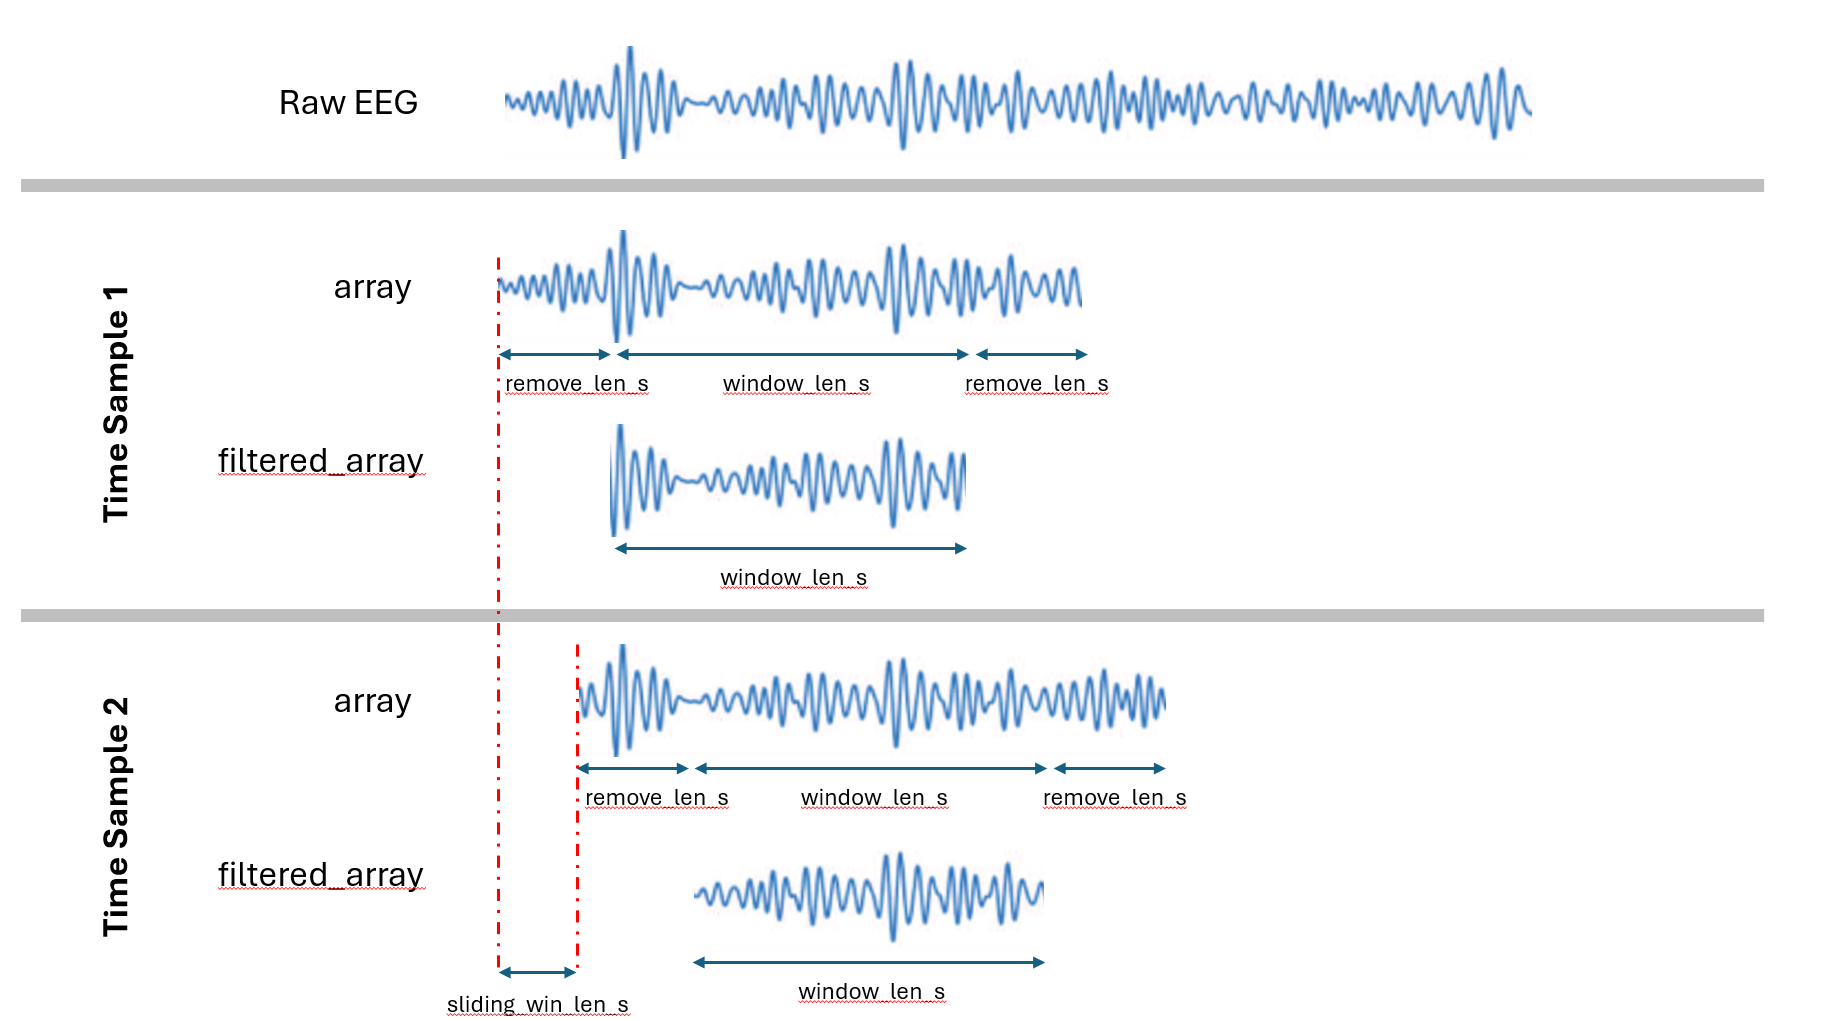 Raw EEG
Time Sample 1
array
remove_len_s
window_len_s
remove_len_s
filtered_array
window_len_s
Time Sample 2
array
remove_len_s
window_len_s
remove_len_s
filtered_array
window_len_s
sliding_win_len_s